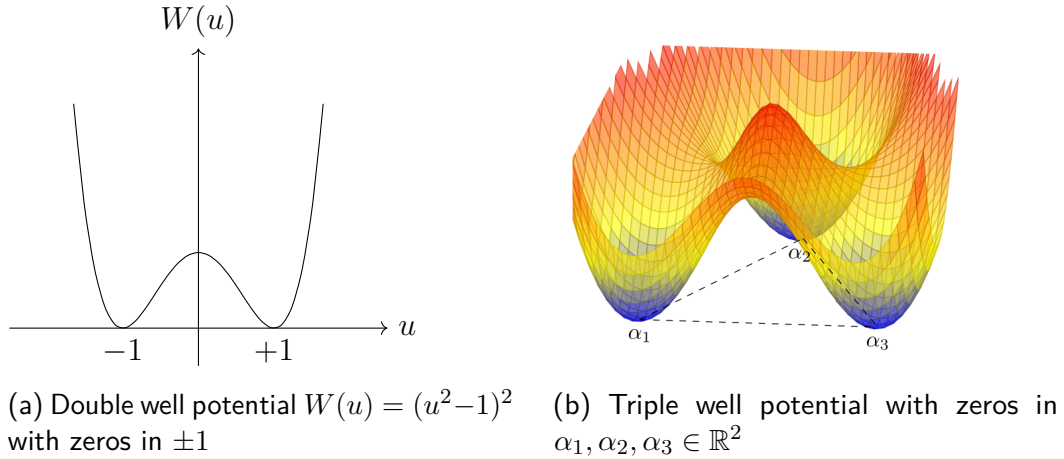 W(u)
u
−1
+1
α₂
α₁
α₃
(a) Double well potential W(u) = (u²−1)²
with zeros in ±1
(b) Triple well potential with zeros in
α₁, α₂, α₃ ∈ ℝ²